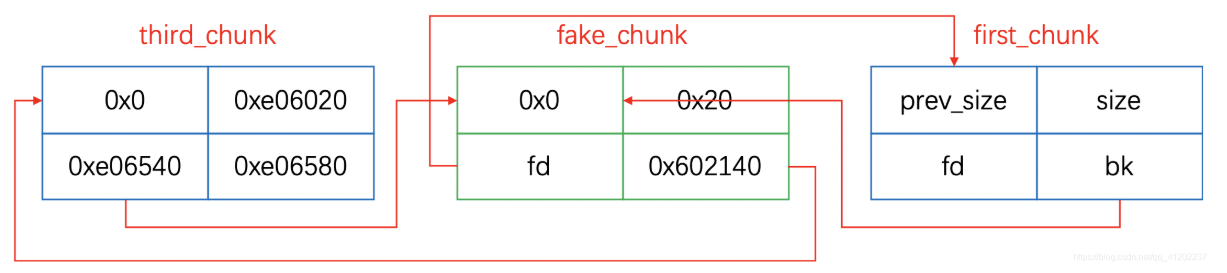 third_chunk fake_chunk first_chunk
0x0 0xe06020 0x0 0x20 prev_size size
0xe06540 0xe06580 fd 0x602140 fd bk
https://blog.csdn.net/qq_41202237